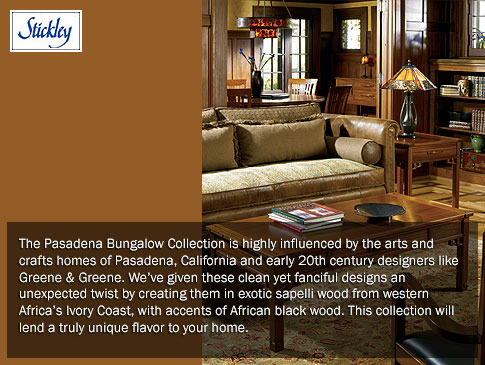 Stickley
The Pasadena Bungalow Collection is highly influenced by the arts and
crafts homes of Pasadena, California and early 20th century designers like
Greene & Greene. We've given these clean yet fanciful designs an
unexpected twist by creating them in exotic sapelli wood from western
Africa's Ivory Coast, with accents of African black wood. This collection will
lend a truly unique flavor to your home.